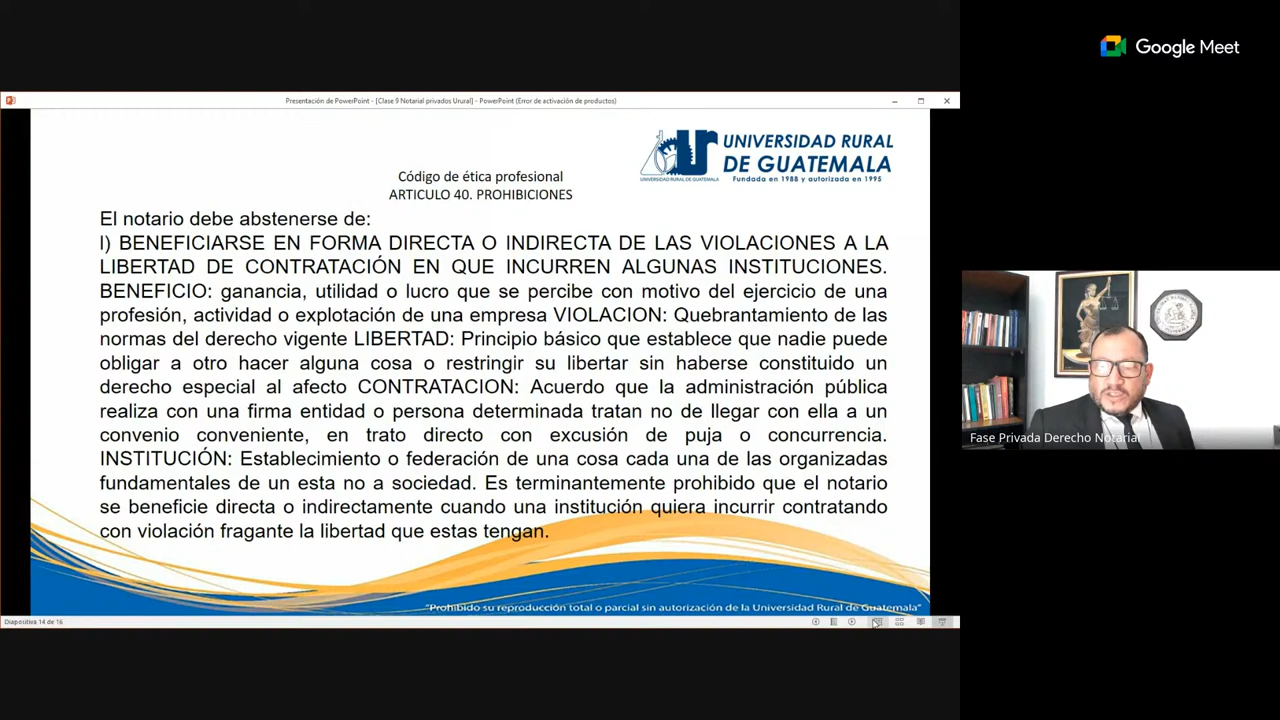 Google Meet
Presentación de PowerPoint - [Clase 9 Notarial privados Urural] - PowerPoint (Error de activación de productos)
UNIVERSIDAD RURAL
DE GUATEMALA
Fundada en 1988 y autorizada en 1995
UNIVERSIDAD RURAL DE GUATEMALA
Código de ética profesional
ARTICULO 40. PROHIBICIONES
El notario debe abstenerse de:
l) BENEFICIARSE EN FORMA DIRECTA O INDIRECTA DE LAS VIOLACIONES A LA
LIBERTAD DE CONTRATACIÓN EN QUE INCURREN ALGUNAS INSTITUCIONES.
BENEFICIO: ganancia, utilidad o lucro que se percibe con motivo del ejercicio de una
profesión, actividad o explotación de una empresa VIOLACION: Quebrantamiento de las
normas del derecho vigente LIBERTAD: Principio básico que establece que nadie puede
obligar a otro hacer alguna cosa o restringir su libertar sin haberse constituido un
derecho especial al afecto CONTRATACION: Acuerdo que la administración pública
realiza con una firma entidad o persona determinada tratan no de llegar con ella a un
convenio conveniente, en trato directo con excusión de puja o concurrencia.
INSTITUCIÓN: Establecimiento o federación de una cosa cada una de las organizadas
fundamentales de un esta no a sociedad. Es terminantemente prohibido que el notario
se beneficie directa o indirectamente cuando una institución quiera incurrir contratando
con violación fragante la libertad que estas tengan.
"Prohibido su reproducción total o parcial sin autorización de la Universidad Rural de Guatemala"
Diapositiva 14 de 16
Fase Privada Derecho Notarial